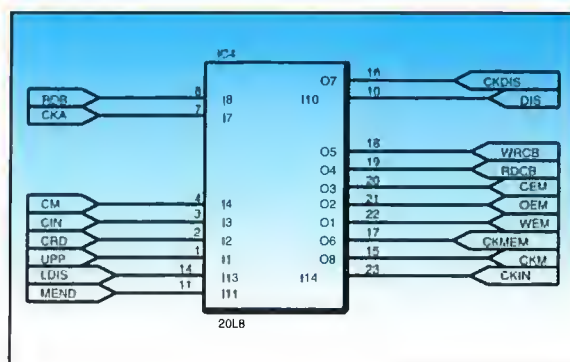 IC4
O7 16 CKDIS
RDB 8 I8 I10 10 DIS
CKA 7 I7
O5 18 WRCB
O4 19 RDCB
O3 20 CEM
CM 4 I4 O2 21 OEM
CIN 3 I3 O1 22 WEM
CRD 2 I2 O6 17 CKMEM
UPP 1 I1 O8 15 CKM
LDIS 14 I13 I14 23 CKIN
MEND 11 I11
20L8